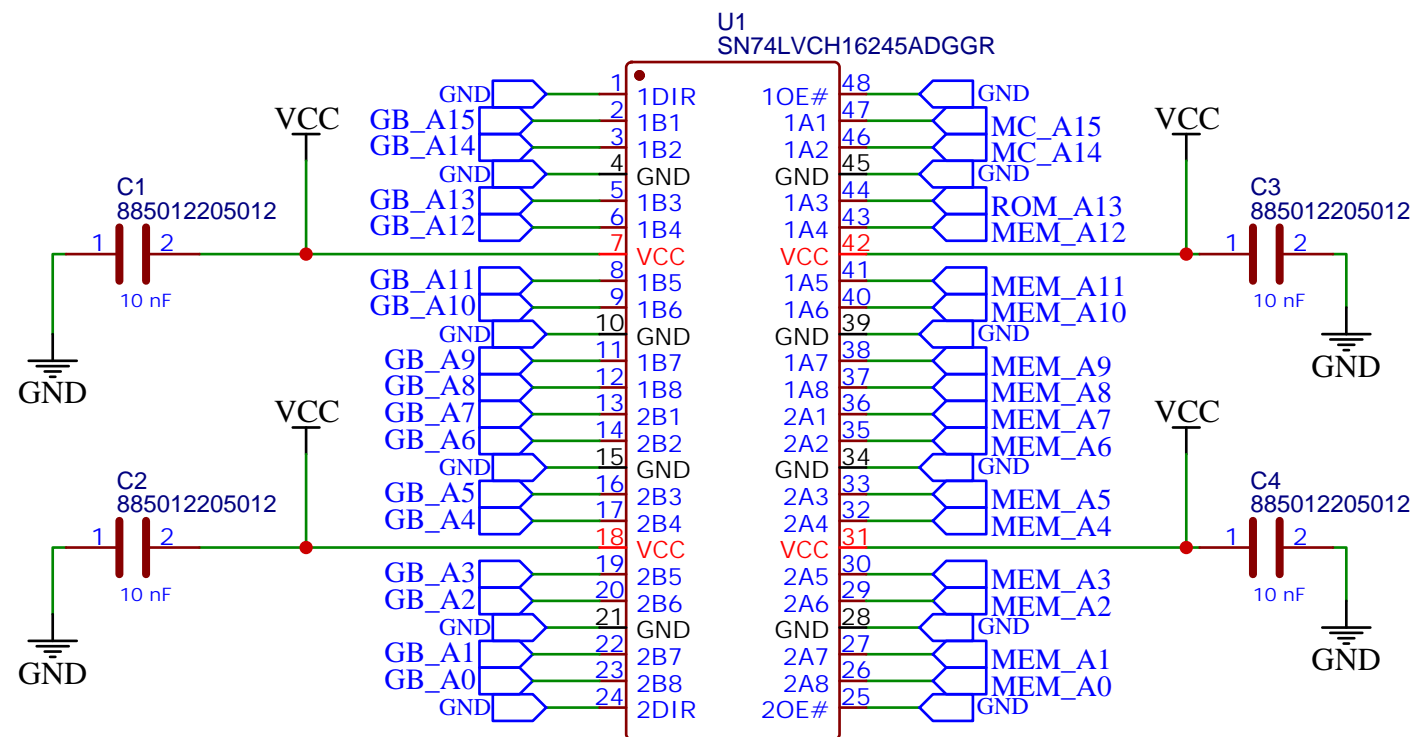 U1
SN74LVCH16245ADGGR
GND 1 1DIR 1OE# 48 GND
GB_A15 2 1B1 1A1 47 MC_A15
GB_A14 3 1B2 1A2 46 MC_A14
GND 4 GND GND 45 GND
GB_A13 5 1B3 1A3 44 ROM_A13
GB_A12 6 1B4 1A4 43 MEM_A12
7 VCC VCC 42
GB_A11 8 1B5 1A5 41 MEM_A11
GB_A10 9 1B6 1A6 40 MEM_A10
GND 10 GND GND 39 GND
GB_A9 11 1B7 1A7 38 MEM_A9
GB_A8 12 1B8 1A8 37 MEM_A8
GB_A7 13 2B1 2A1 36 MEM_A7
GB_A6 14 2B2 2A2 35 MEM_A6
GND 15 GND GND 34 GND
GB_A5 16 2B3 2A3 33 MEM_A5
GB_A4 17 2B4 2A4 32 MEM_A4
18 VCC VCC 31
GB_A3 19 2B5 2A5 30 MEM_A3
GB_A2 20 2B6 2A6 29 MEM_A2
GND 21 GND GND 28 GND
GB_A1 22 2B7 2A7 27 MEM_A1
GB_A0 23 2B8 2A8 26 MEM_A0
GND 24 2DIR 2OE# 25 GND
VCC
C1
885012205012
1 2
10 nF
GND
VCC
C2
885012205012
1 2
10 nF
GND
VCC
C3
885012205012
1 2
10 nF
GND
VCC
C4
885012205012
1 2
10 nF
GND